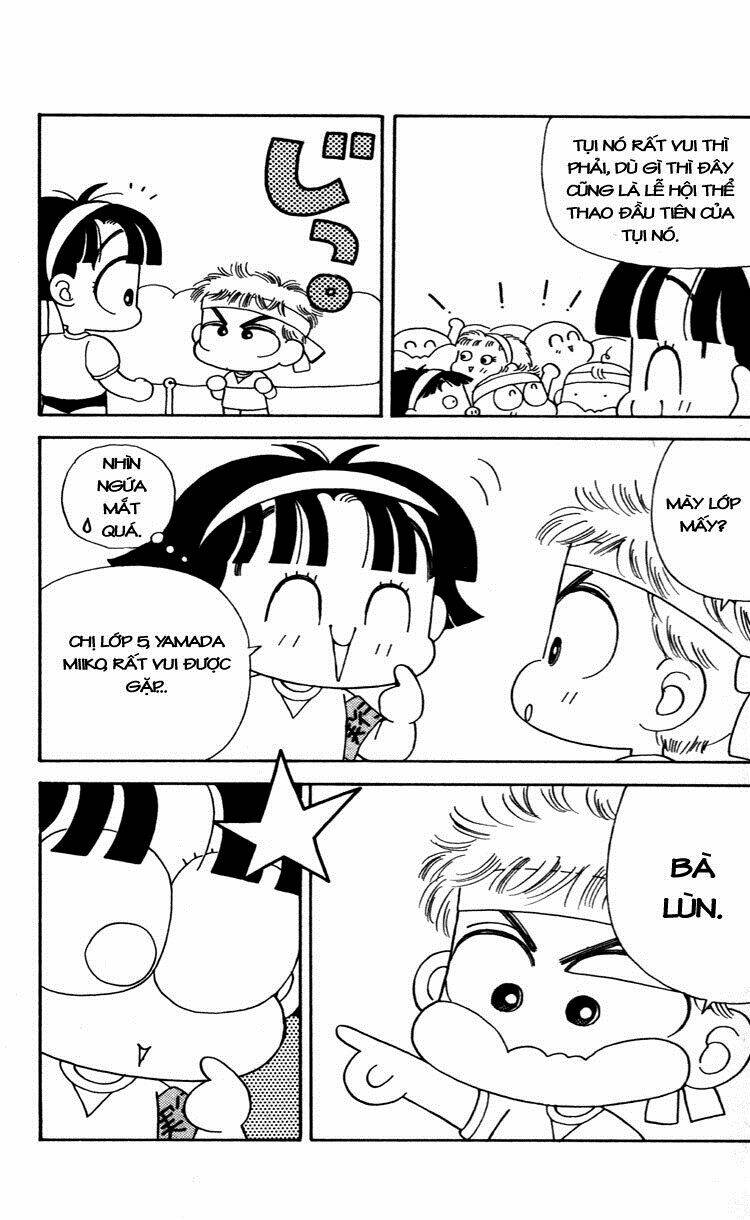 TỤI NÓ RẤT VUI THÌ
PHẢI, DÙ GÌ THÌ ĐÂY
CŨNG LÀ LỄ HỘI THỂ
THAO ĐẦU TIÊN CỦA
TỤI NÓ.
じっ。
MÀY LỚP
MẤY?
NHÌN
NGỨA
MẮT
QUÁ.
CHỊ LỚP 5, YAMADA
MIIKO, RẤT VUI ĐƯỢC
GẶP...
BÀ
LÙN.